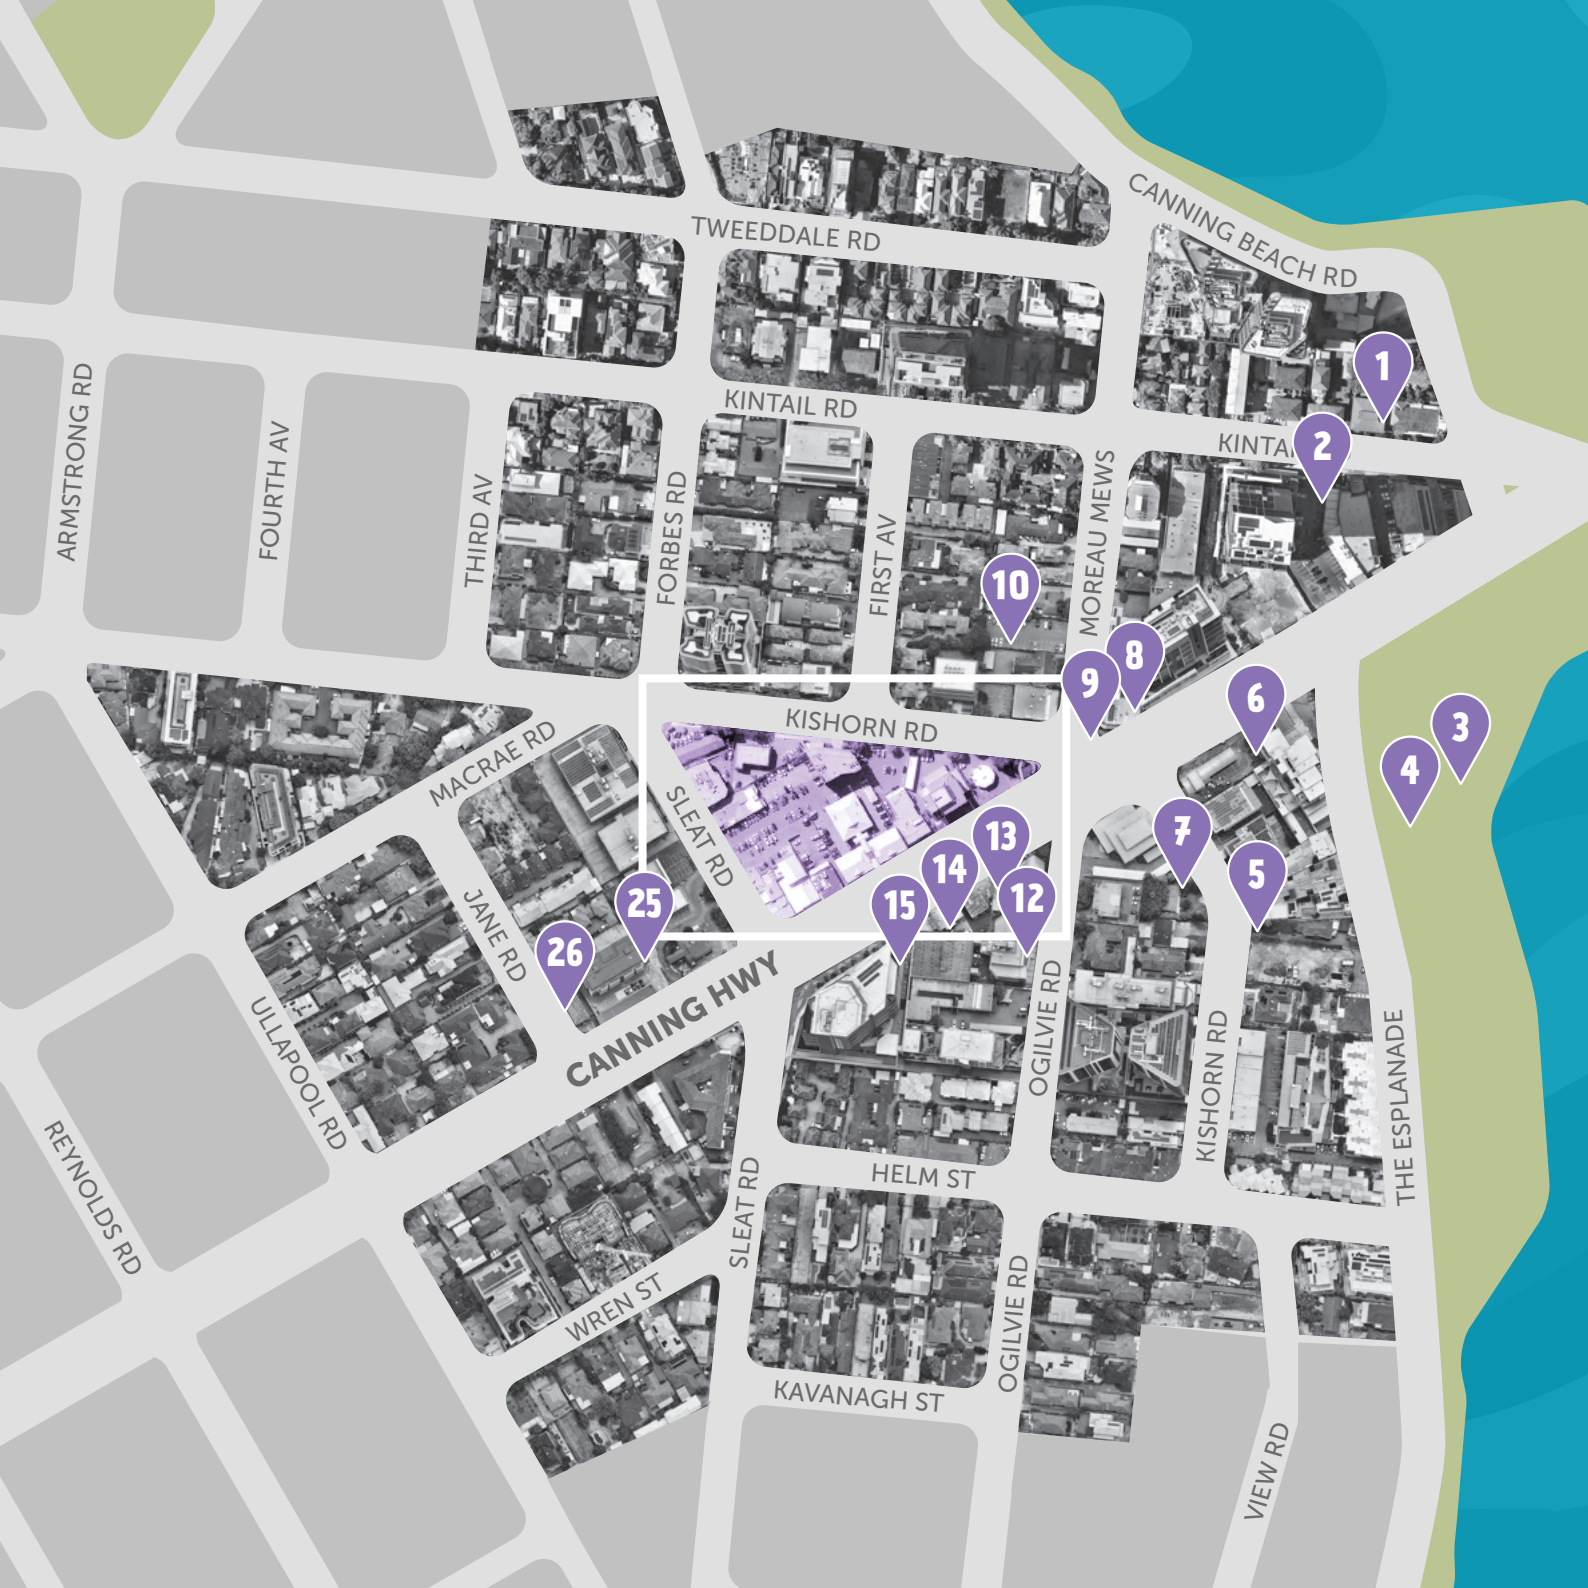 CANNING BEACH RD
TWEEDDALE RD
1
KINTAIL RD
KINTA
2
ARMSTRONG RD
FOURTH AV
THIRD AV
FORBES RD
FIRST AV
MOREAU MEWS
10
8
9
6
3
4
KISHORN RD
MACRAE RD
SLEAT RD
13
7
14
5
12
15
25
26
JANE RD
CANNING HWY
ULLAPOOL RD
OGILVIE RD
KISHORN RD
THE ESPLANADE
REYNOLDS RD
HELM ST
SLEAT RD
WREN ST
OGILVIE RD
KAVANAGH ST
VIEW RD